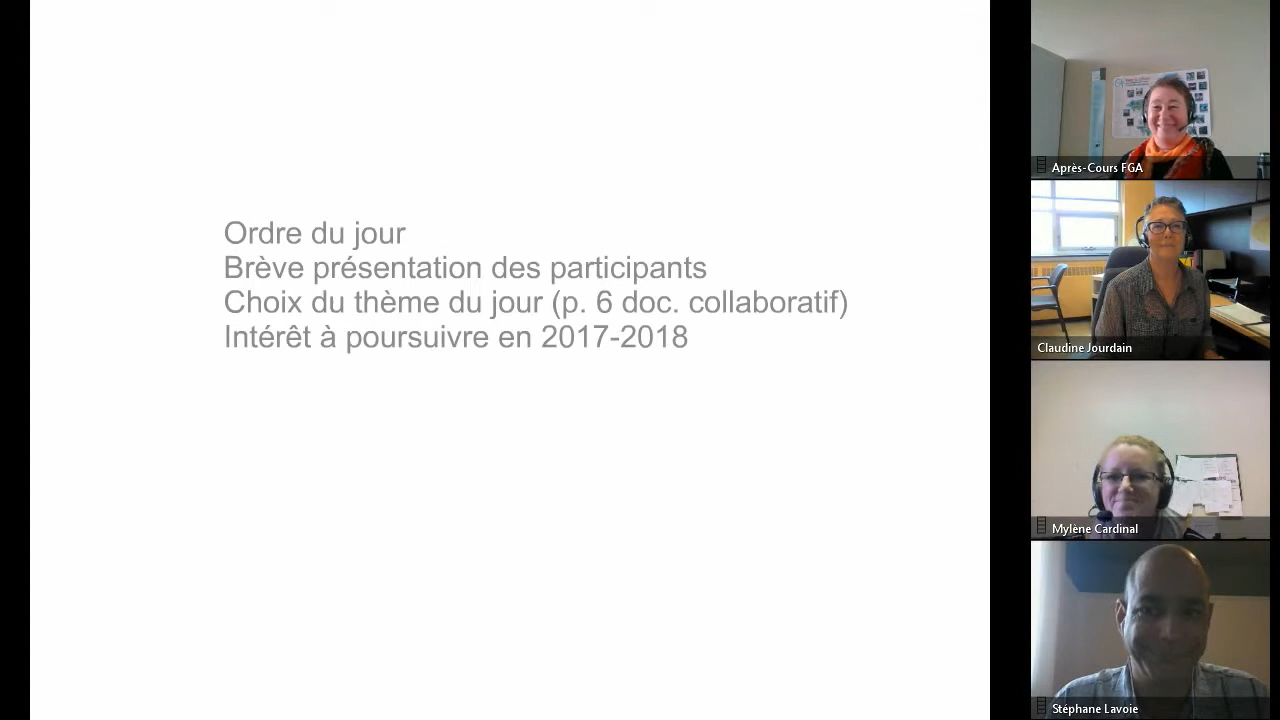 Ordre du jour
Brève présentation des participants
Choix du thème du jour (p. 6 doc. collaboratif)
Intérêt à poursuivre en 2017-2018
Après-Cours FGA
Claudine Jourdain
Mylène Cardinal
Stéphane Lavoie